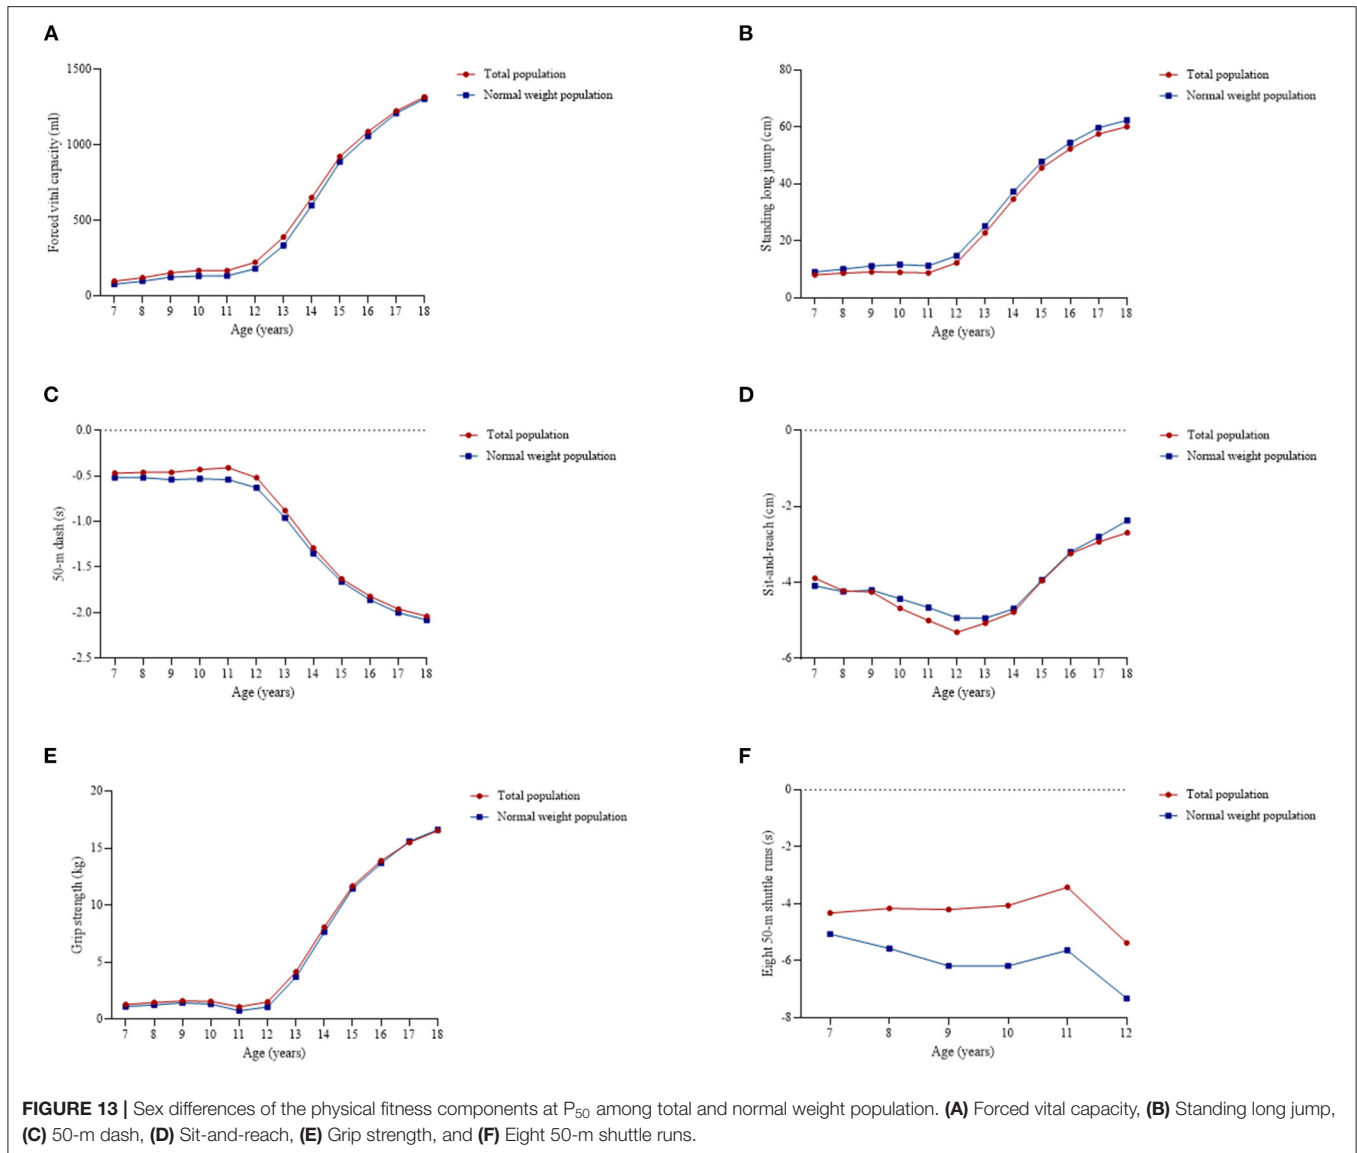 A
1500
1000
500
0
Forced vital capacity (ml)
7 8 9 10 11 12 13 14 15 16 17 18
Age (years)
Total population
Normal weight population
B
80
60
40
20
0
Standing long jump (cm)
7 8 9 10 11 12 13 14 15 16 17 18
Age (years)
Total population
Normal weight population
C
0.0
-0.5
-1.0
-1.5
-2.0
-2.5
50-m dash (s)
7 8 9 10 11 12 13 14 15 16 17 18
Age (years)
Total population
Normal weight population
D
0
-2
-4
-6
Sit-and-reach (cm)
7 8 9 10 11 12 13 14 15 16 17 18
Age (years)
Total population
Normal weight population
E
20
15
10
5
0
Grip strength (kg)
7 8 9 10 11 12 13 14 15 16 17 18
Age (years)
Total population
Normal weight population
F
0
-2
-4
-6
-8
Eight 50-m shuttle runs (s)
7 8 9 10 11 12
Age (years)
Total population
Normal weight population
FIGURE 13 | Sex differences of the physical fitness components at P50 among total and normal weight population. (A) Forced vital capacity, (B) Standing long jump,
(C) 50-m dash, (D) Sit-and-reach, (E) Grip strength, and (F) Eight 50-m shuttle runs.